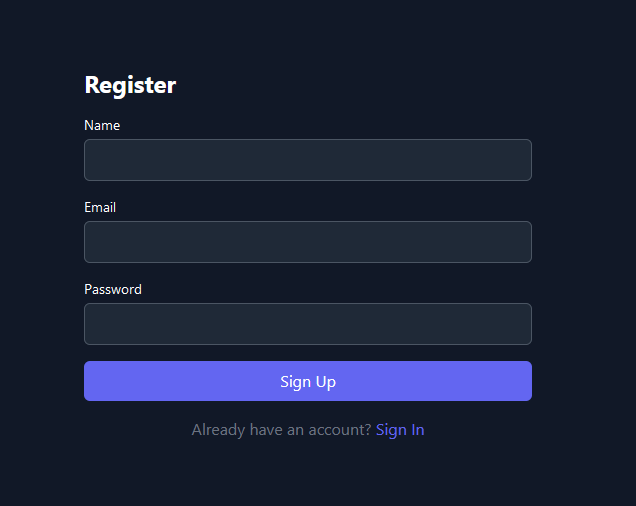 Register
Name
Email
Password
Sign Up
Already have an account? Sign In